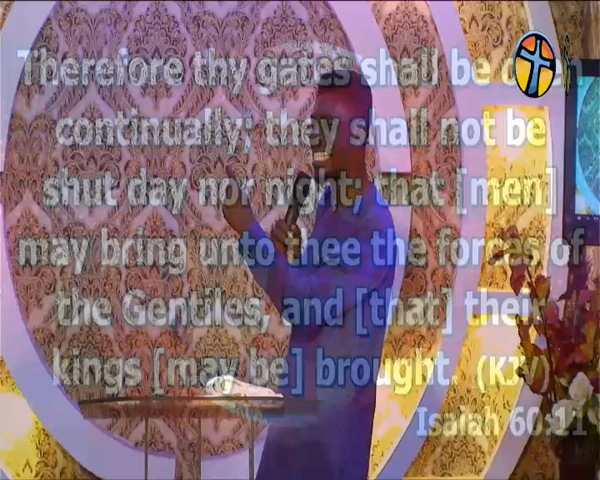 Therefore thy gates shall be open
continually; they shall not be
shut day nor night; that [men]
may bring unto thee the forces of
the Gentiles, and [that] their
kings [may be] brought. (KJV)
Isaiah 60:11